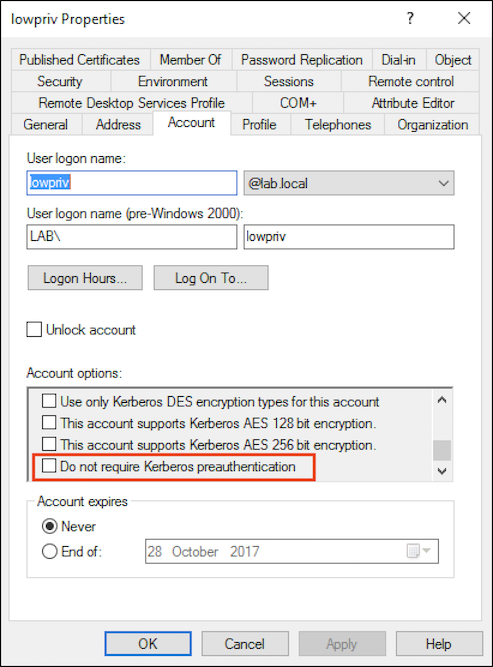 lowpriv Properties
Published Certificates Member Of Password Replication Dial-in Object
Security Environment Sessions Remote control
Remote Desktop Services Profile COM+ Attribute Editor
General Address Account Profile Telephones Organization
User logon name:
lowpriv @lab.local
User logon name (pre-Windows 2000):
LAB\ lowpriv
Logon Hours... Log On To...
Unlock account
Account options:
Use only Kerberos DES encryption types for this account
This account supports Kerberos AES 128 bit encryption.
This account supports Kerberos AES 256 bit encryption.
Do not require Kerberos preauthentication
Account expires
Never
End of: 28 October 2017
OK Cancel Apply Help